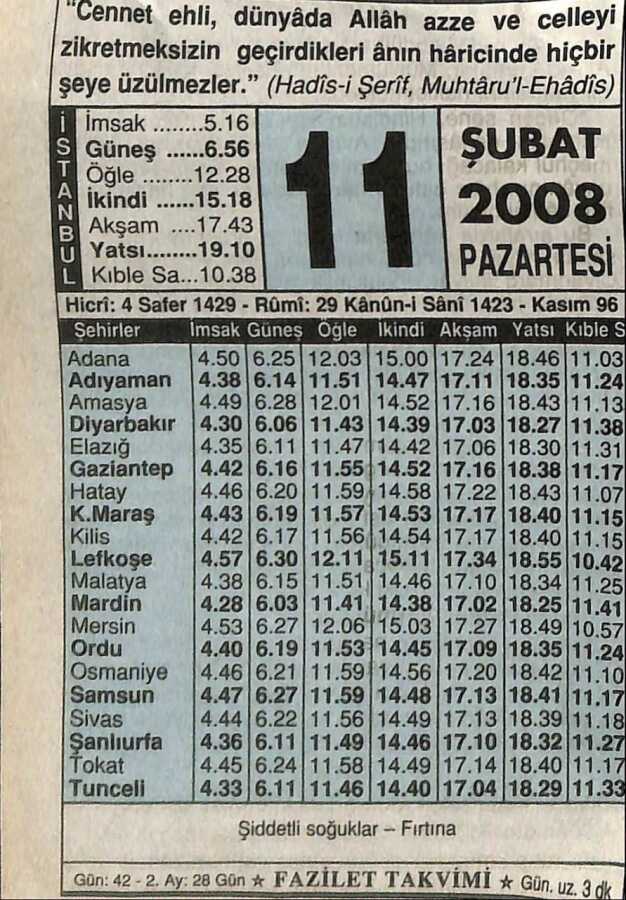 "Cennet ehli, dünyâda Allâh azze ve celleyi
zikretmeksizin geçirdikleri ânın hâricinde hiçbir
şeye üzülmezler." (Hadîs-i Şerîf, Muhtâru'l-Ehâdîs)
İSTANBUL
İmsak ........5.16
Güneş ......6.56
Öğle ........12.28
İkindi ......15.18
Akşam ....17.43
Yatsı.........19.10
Kıble Sa...10.38
11
ŞUBAT
2008
PAZARTESİ
Hicrî: 4 Safer 1429 - Rûmî: 29 Kânûn-i Sânî 1423 - Kasım 96
Şehirler İmsak Güneş Öğle İkindi Akşam Yatsı Kıble S
Adana 4.50 6.25 12.03 15.00 17.24 18.46 11.03
Adıyaman 4.38 6.14 11.51 14.47 17.11 18.35 11.24
Amasya 4.49 6.28 12.01 14.52 17.16 18.43 11.13
Diyarbakır 4.30 6.06 11.43 14.39 17.03 18.27 11.38
Elazığ 4.35 6.11 11.47 14.42 17.06 18.30 11.31
Gaziantep 4.42 6.16 11.55 14.52 17.16 18.38 11.17
Hatay 4.46 6.20 11.59 14.58 17.22 18.43 11.07
K.Maraş 4.43 6.19 11.57 14.53 17.17 18.40 11.15
Kilis 4.42 6.17 11.56 14.54 17.17 18.40 11.15
Lefkoşe 4.57 6.30 12.11 15.11 17.34 18.55 10.42
Malatya 4.38 6.15 11.51 14.46 17.10 18.34 11.25
Mardin 4.28 6.03 11.41 14.38 17.02 18.25 11.41
Mersin 4.53 6.27 12.06 15.03 17.27 18.49 10.57
Ordu 4.40 6.19 11.53 14.45 17.09 18.35 11.24
Osmaniye 4.46 6.21 11.59 14.56 17.20 18.42 11.10
Samsun 4.47 6.27 11.59 14.48 17.13 18.41 11.17
Sivas 4.44 6.22 11.56 14.49 17.13 18.39 11.18
Şanlıurfa 4.36 6.11 11.49 14.46 17.10 18.32 11.27
Tokat 4.45 6.24 11.58 14.49 17.14 18.40 11.17
Tunceli 4.33 6.11 11.46 14.40 17.04 18.29 11.33
Şiddetli soğuklar – Fırtına
Gün: 42 - 2. Ay: 28 Gün ★ FAZİLET TAKVİMİ ★ Gün. uz. 3 dk